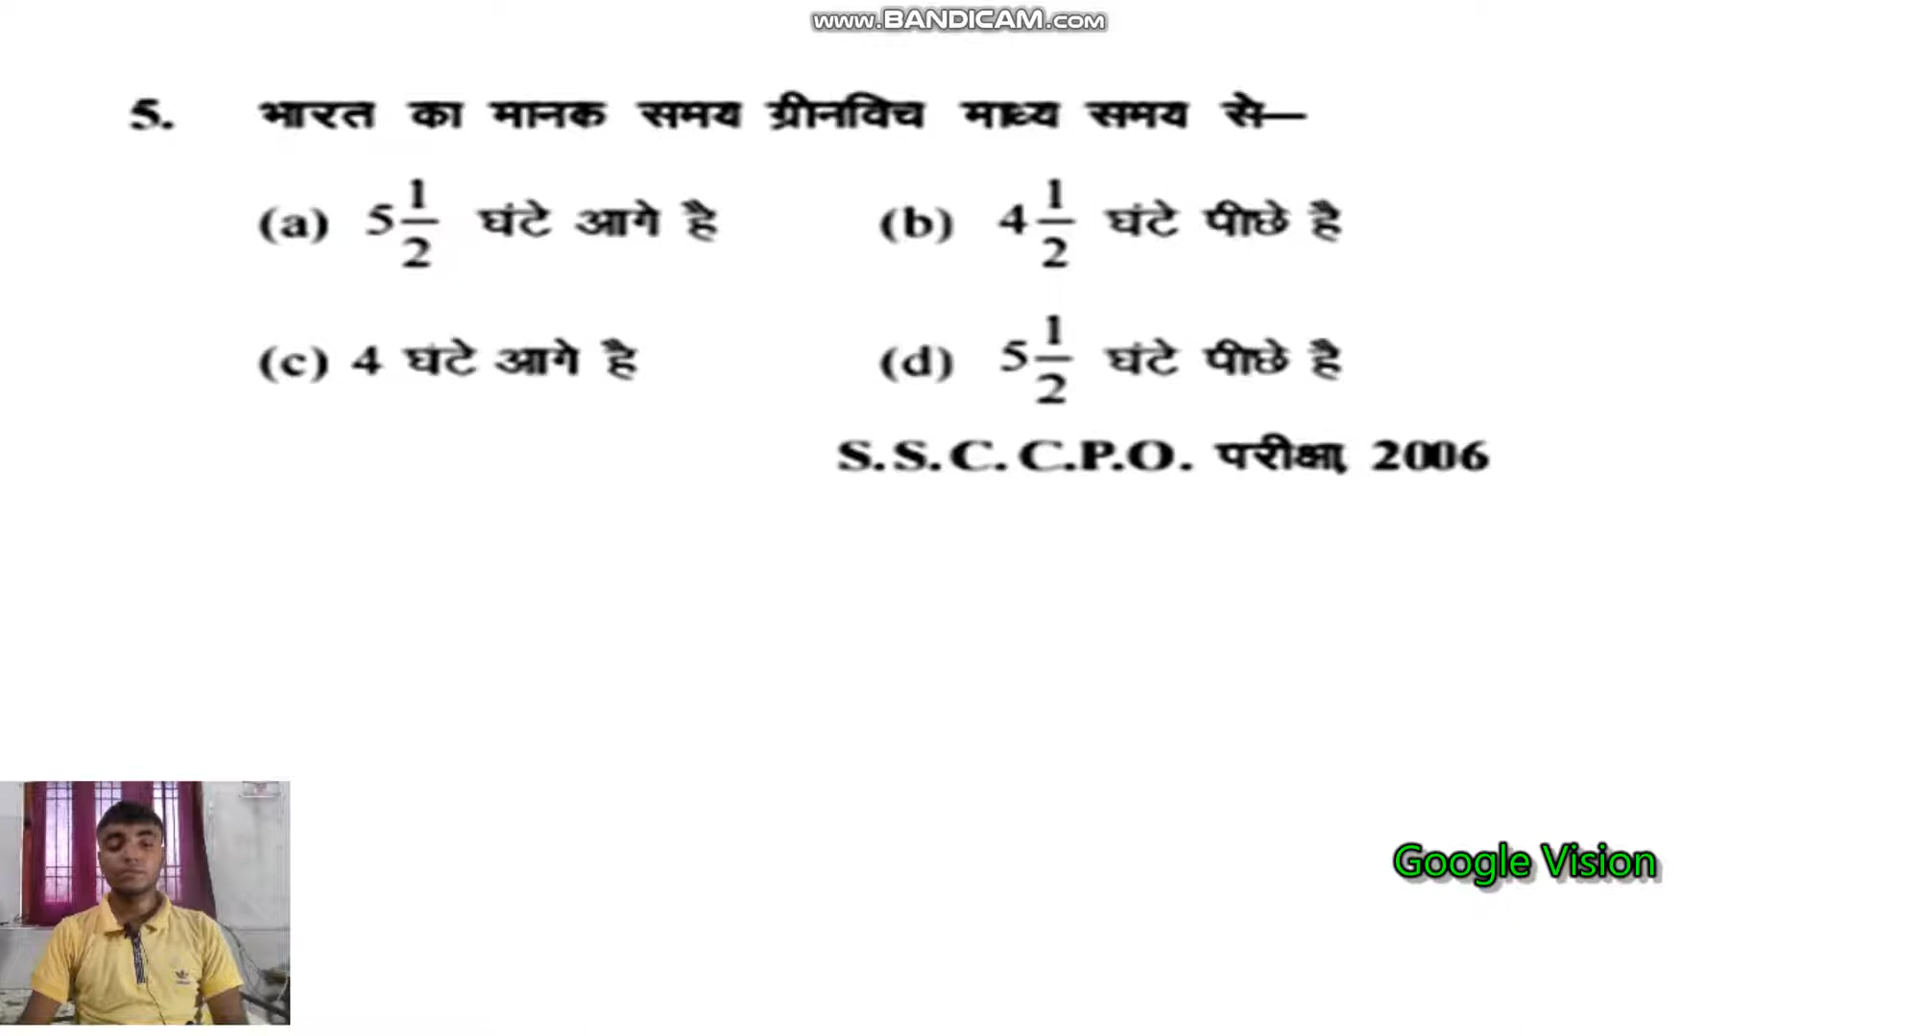 www.BANDICAM.com
5. भारत का मानक समय ग्रीनविच माध्य समय से—
(a) 5 1/2 घंटे आगे है (b) 4 1/2 घंटे पीछे है
(c) 4 घंटे आगे है (d) 5 1/2 घंटे पीछे है
S.S.C. C.P.O. परीक्षा, 2006
Google Vision